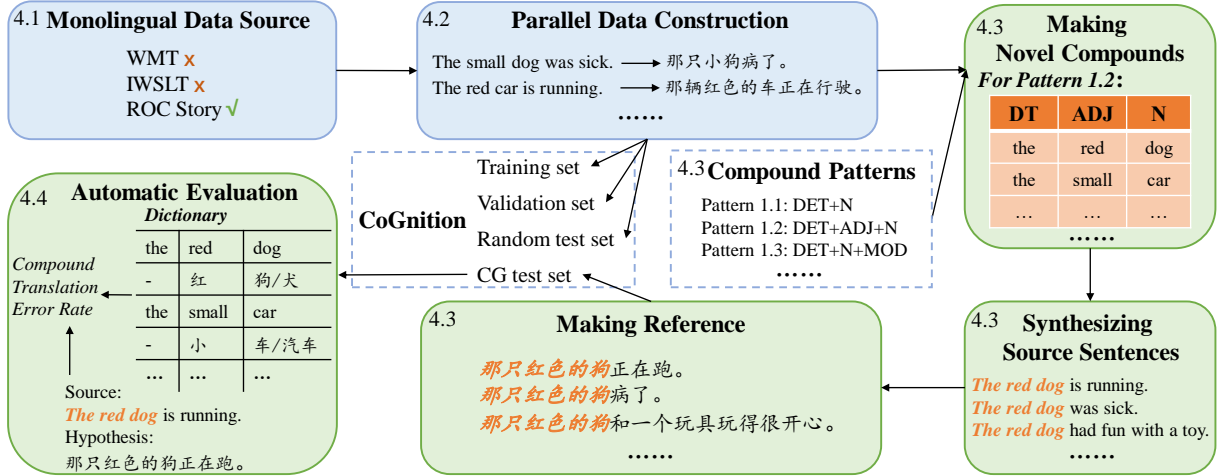 4.1 Monolingual Data Source
WMT x
IWSLT x
ROC Story √
4.2 Parallel Data Construction
The small dog was sick. 那只小狗病了。
The red car is running. 那辆红色的车正在行驶。
……
4.3 Making
Novel Compounds
For Pattern 1.2:
DT ADJ N
the red dog
the small car
… … …
……
CoGnition
Training set
Validation set
Random test set
CG test set
4.3 Compound Patterns
Pattern 1.1: DET+N
Pattern 1.2: DET+ADJ+N
Pattern 1.3: DET+N+MOD
……
4.4 Automatic Evaluation
Dictionary
the red dog
- 红 狗/犬
the small car
- 小 车/汽车
… … …
Compound
Translation
Error Rate
Source:
The red dog is running.
Hypothesis:
那只红色的狗正在跑。
4.3 Making Reference
那只红色的狗正在跑。
那只红色的狗病了。
那只红色的狗和一个玩具玩得很开心。
……
4.3 Synthesizing
Source Sentences
The red dog is running.
The red dog was sick.
The red dog had fun with a toy.
……